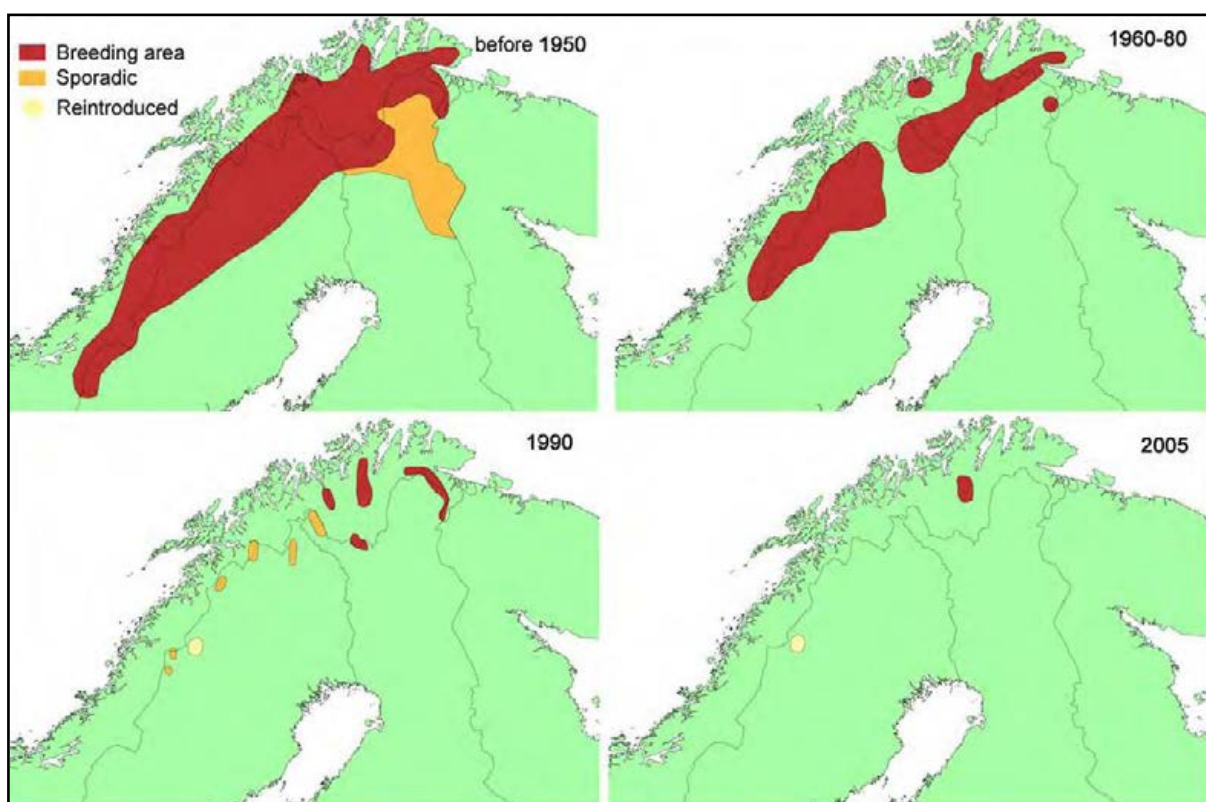 before 1950
Breeding area
Sporadic
Reintroduced
1960-80
1990
2005